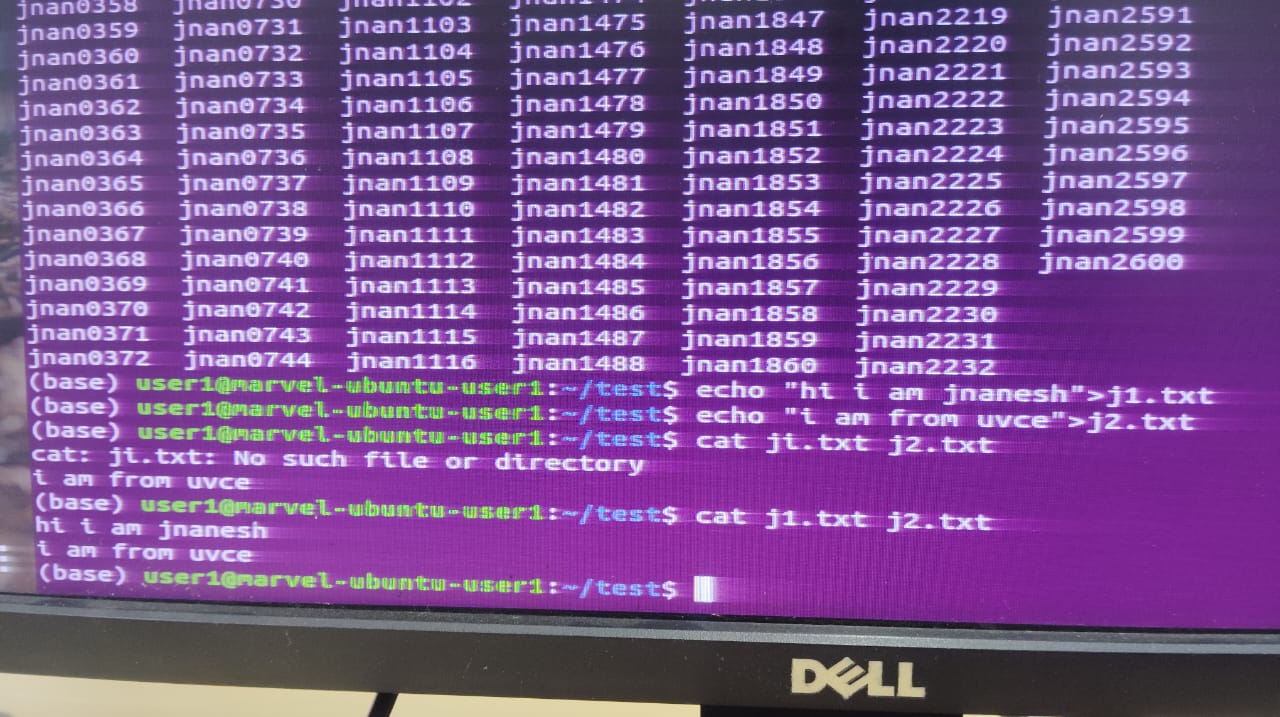 jnan0358 jnan0730 jnan1102 jnan1474
jnan0359 jnan0731 jnan1103 jnan1475 jnan1847 jnan2219 jnan2591
jnan0360 jnan0732 jnan1104 jnan1476 jnan1848 jnan2220 jnan2592
jnan0361 jnan0733 jnan1105 jnan1477 jnan1849 jnan2221 jnan2593
jnan0362 jnan0734 jnan1106 jnan1478 jnan1850 jnan2222 jnan2594
jnan0363 jnan0735 jnan1107 jnan1479 jnan1851 jnan2223 jnan2595
jnan0364 jnan0736 jnan1108 jnan1480 jnan1852 jnan2224 jnan2596
jnan0365 jnan0737 jnan1109 jnan1481 jnan1853 jnan2225 jnan2597
jnan0366 jnan0738 jnan1110 jnan1482 jnan1854 jnan2226 jnan2598
jnan0367 jnan0739 jnan1111 jnan1483 jnan1855 jnan2227 jnan2599
jnan0368 jnan0740 jnan1112 jnan1484 jnan1856 jnan2228 jnan2600
jnan0369 jnan0741 jnan1113 jnan1485 jnan1857 jnan2229
jnan0370 jnan0742 jnan1114 jnan1486 jnan1858 jnan2230
jnan0371 jnan0743 jnan1115 jnan1487 jnan1859 jnan2231
jnan0372 jnan0744 jnan1116 jnan1488 jnan1860 jnan2232
(base) user1@marvel-ubuntu-user1:~/test$ echo "hi i am jnanesh">j1.txt
(base) user1@marvel-ubuntu-user1:~/test$ echo "i am from uvce">j2.txt
(base) user1@marvel-ubuntu-user1:~/test$ cat ji.txt j2.txt
cat: ji.txt: No such file or directory
i am from uvce
(base) user1@marvel-ubuntu-user1:~/test$ cat j1.txt j2.txt
hi i am jnanesh
i am from uvce
(base) user1@marvel-ubuntu-user1:~/test$
DELL